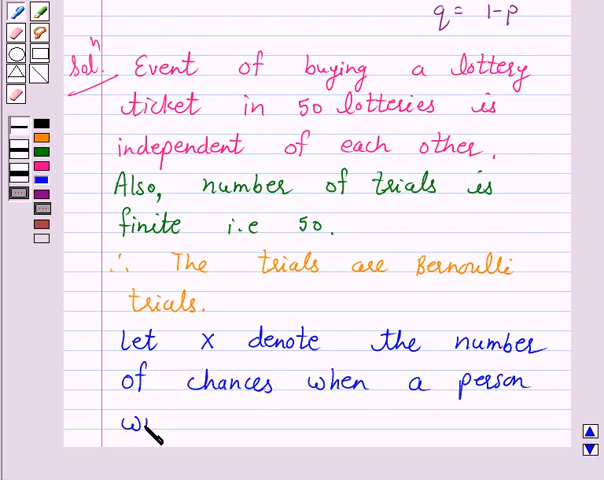 q = 1-p
Soln. Event of buying a lottery
ticket in 50 lotteries is
independent of each other.
Also, number of trials is
finite i.e 50.
∴ The trials are Bernoulli
trials.
Let X denote the number
of chances when a person
wi